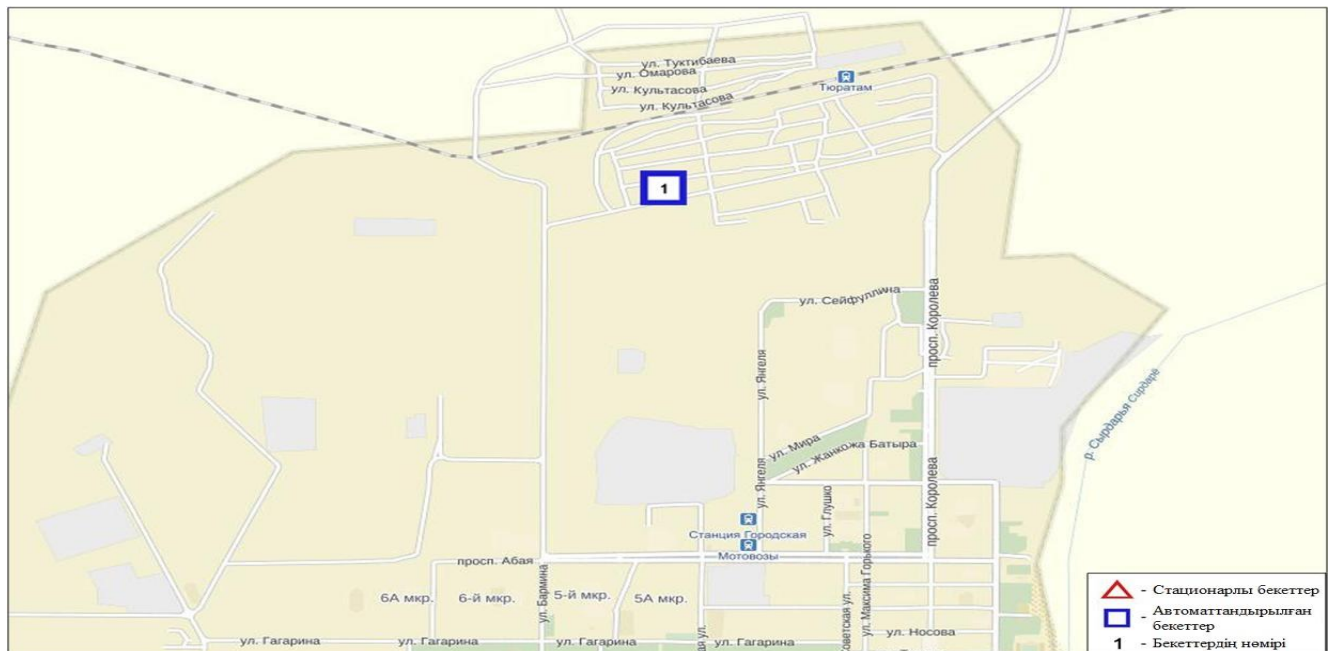 ул. Туктибаева
ул. Омарова
ул. Культасова
ул. Культасова
Тюратам
1
ул. Сейфуллина
просп. Королева
ул. Янгеля
р. Сырдарья Сирдарё
ул. Мира
ул. Жанкожа Батыра
ул. Янгеля
ул. Глушко
просп. Королева
Станция Городская
Мотовозы
просп. Абая
ул. Бармина
ул. Максима Горького
6А мкр.
6-й мкр.
5-й мкр.
5А мкр.
ул. Носова
ул. Гагарина
ул. Гагарина
ул. Гагарина
ул. Гагарина
- Стационарлы бекеттер
- Автоматтандырылған
бекеттер
1 - Бекеттердің нөмірі